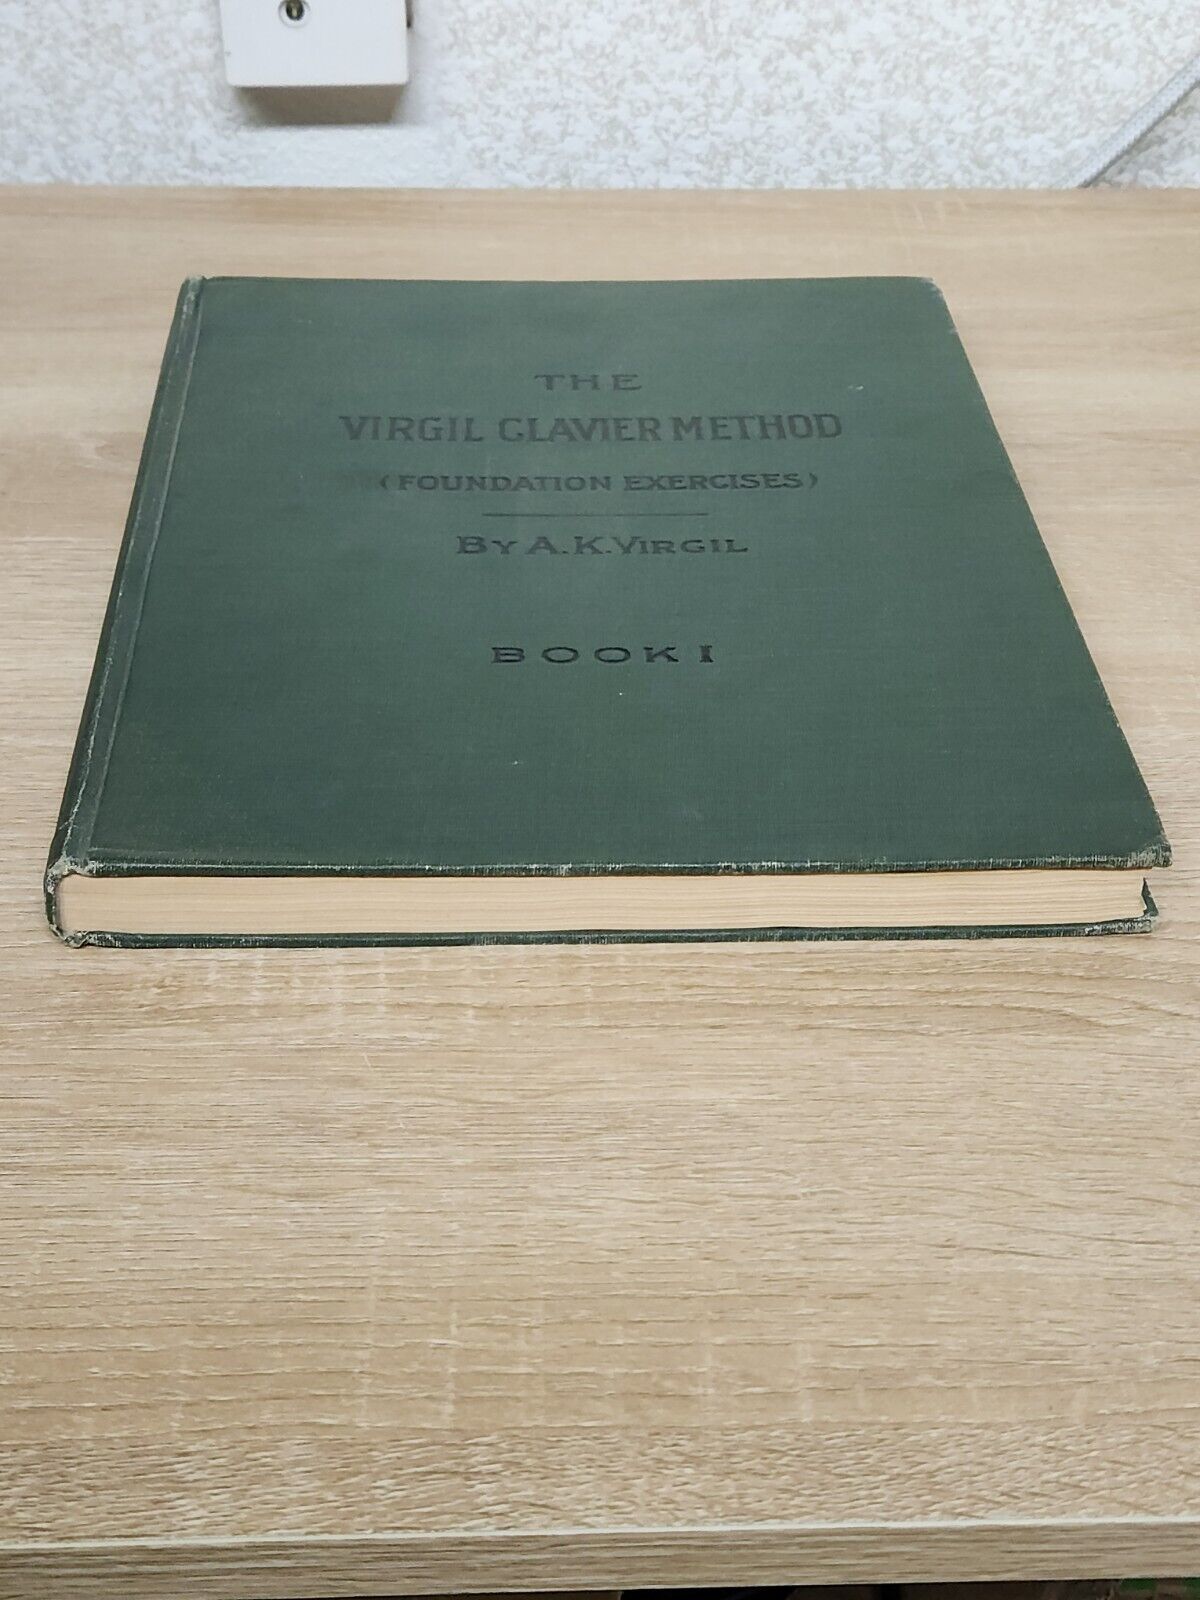 THE
VIRGIL CLAVIER METHOD
(FOUNDATION EXERCISES)
BY A.K. VIRGIL
BOOK I